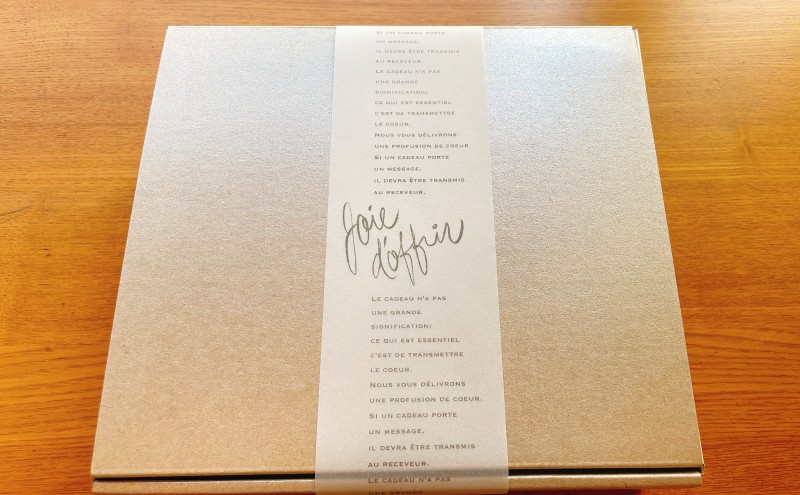 Si un cadeau porte
un message,
il devra être transmis
au receveur.
Le cadeau n'a pas
une grande
signification;
ce qui est essentiel
c'est de transmettre
le coeur.
Nous vous délivrons
une profusion de coeur
Si un cadeau porte
un message,
il devra être transmis
au receveur.
Joie
d'offrir
Le cadeau n'a pas
une grande
signification;
ce qui est essentiel
c'est de transmettre
le coeur.
Nous vous délivrons
une profusion de coeur.
Si un cadeau porte
un message,
il devra être transmis
au receveur.
Le cadeau n'a pas
une grande